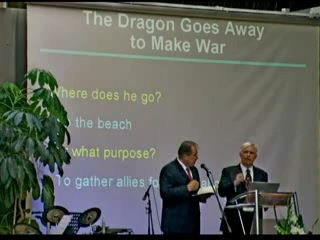 The Dragon Goes Away
to Make War
Where does he go?
the beach
what purpose?
To gather allies fo